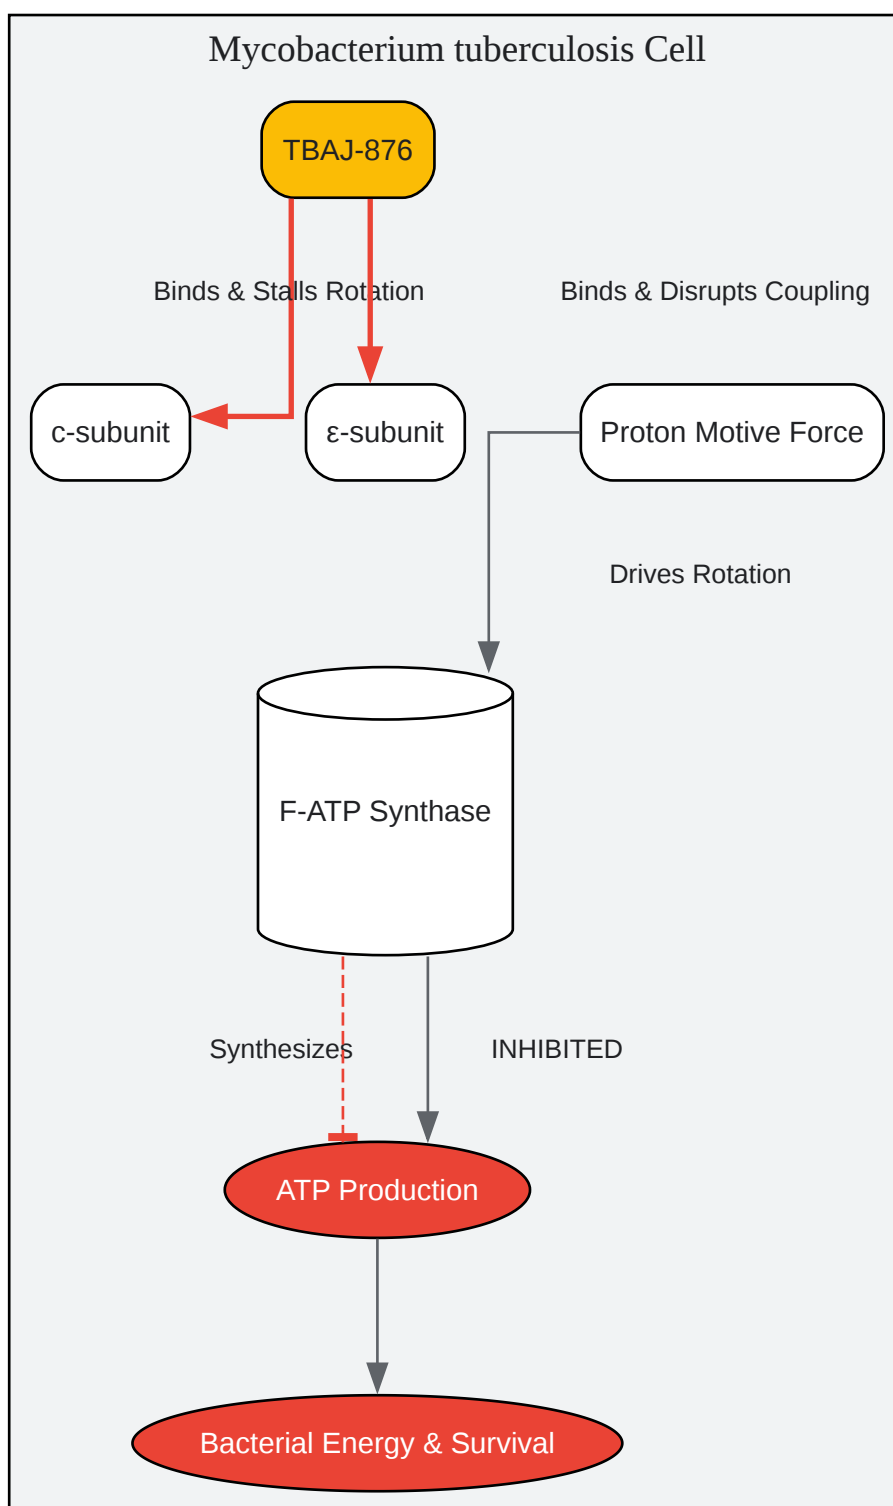 Mycobacterium tuberculosis Cell
TBAJ-876
Binds & Stalls Rotation
Binds & Disrupts Coupling
c-subunit
ε-subunit
Proton Motive Force
Drives Rotation
F-ATP Synthase
Synthesizes
INHIBITED
ATP Production
Bacterial Energy & Survival